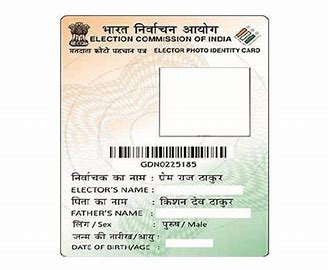 भारत निर्वाचन आयोग
ELECTION COMMISSION OF INDIA
मतदाता फोटो पहचान पत्र ELECTOR PHOTO IDENTITY CARD
GDN0225185
निर्वाचक का नाम : प्रेम राज ठाकुर
ELECTOR'S NAME :
पिता का नाम : किशन देव ठाकुर
FATHER'S NAME :
लिंग / Sex : पुरुष / Male
जन्म की तारीख/आयु :
DATE OF BIRTH/AGE :